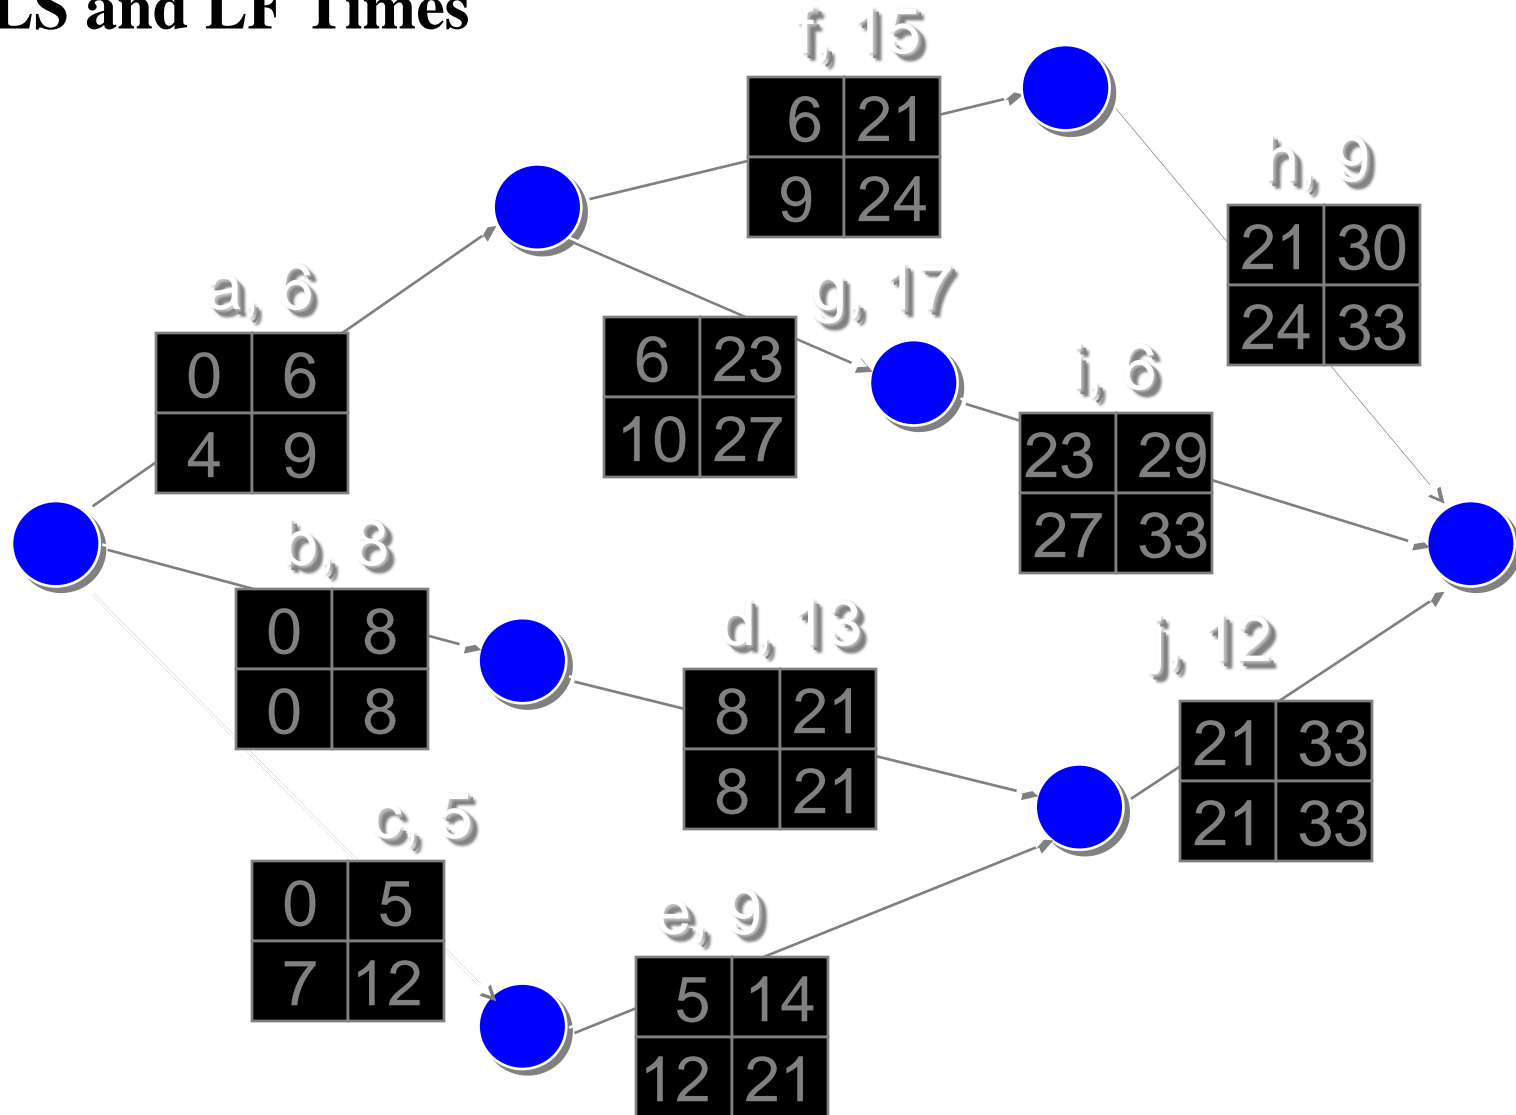 LS and LF Times
f, 15
6 21
9 24
h, 9
21 30
24 33
a, 6
0 6
4 9
g, 17
6 23
10 27
i, 6
23 29
27 33
b, 8
0 8
0 8
d, 13
8 21
8 21
j, 12
21 33
21 33
c, 5
0 5
7 12
e, 9
5 14
12 21